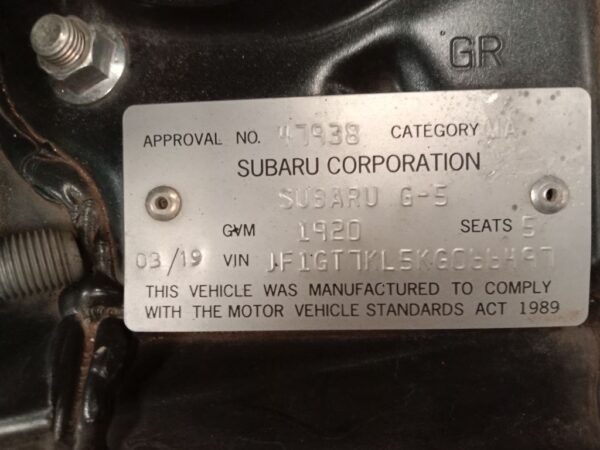 GR
APPROVAL NO. 47938 CATEGORY MA
SUBARU CORPORATION
SUBARU G-5
GVM 1920 SEATS 5
03/19 VIN JF1GT7KL5KG066497
THIS VEHICLE WAS MANUFACTURED TO COMPLY
WITH THE MOTOR VEHICLE STANDARDS ACT 1989